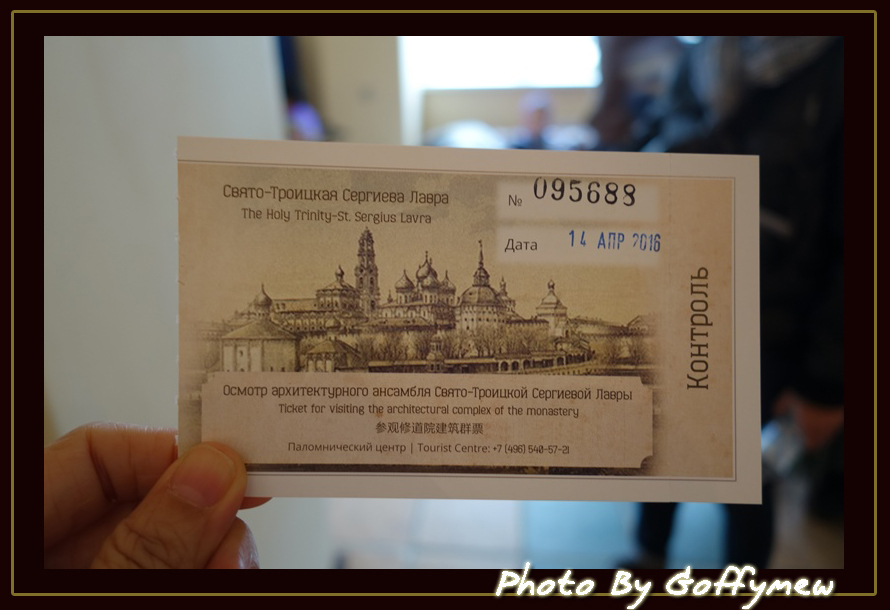 Свято-Троицкая Сергиева Лавра
The Holy Trinity-St. Sergius Lavra
№ 095688
Дата 14 АПР 2016
Контроль
Осмотр архитектурного ансамбля Свято-Троицкой Сергиевой Лавры
Ticket for visiting the architectural complex of the monastery
参观修道院建筑群票
Паломнический центр | Tourist Centre: +7 (496) 540-57-21
Photo By Goffymew